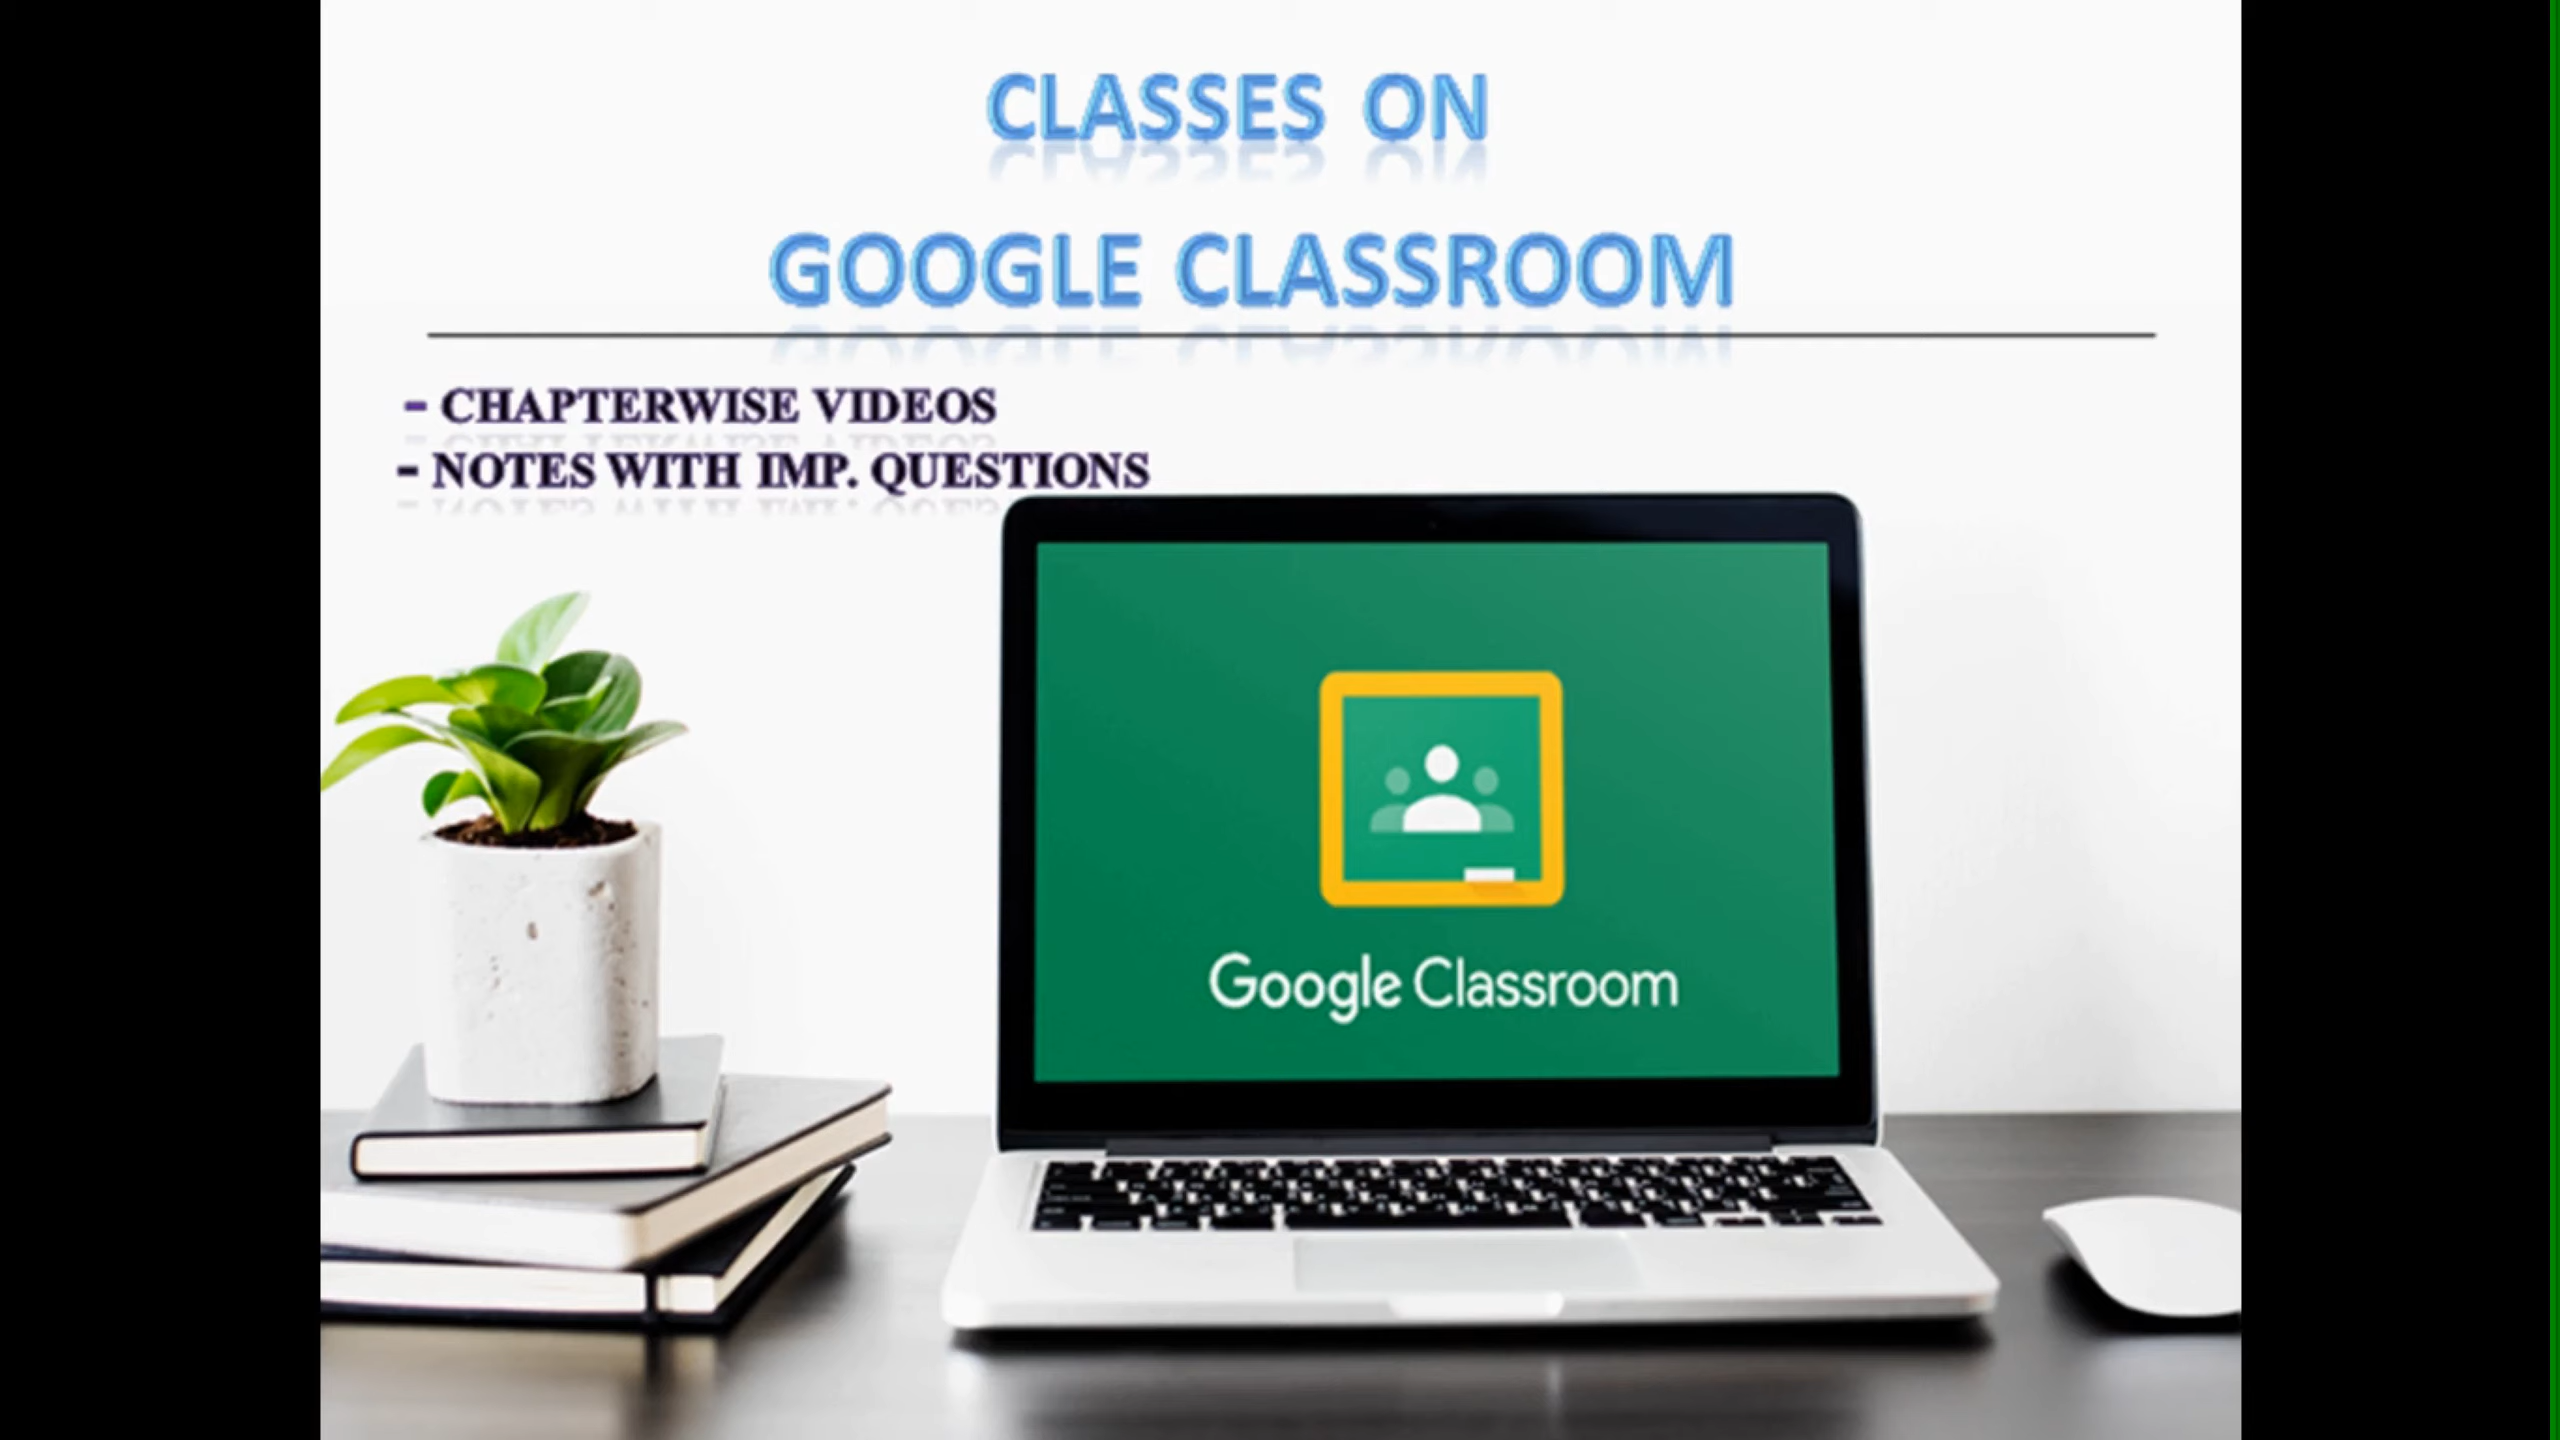 CLASSES ON
GOOGLE CLASSROOM
- CHAPTERWISE VIDEOS
- NOTES WITH IMP. QUESTIONS
Google Classroom